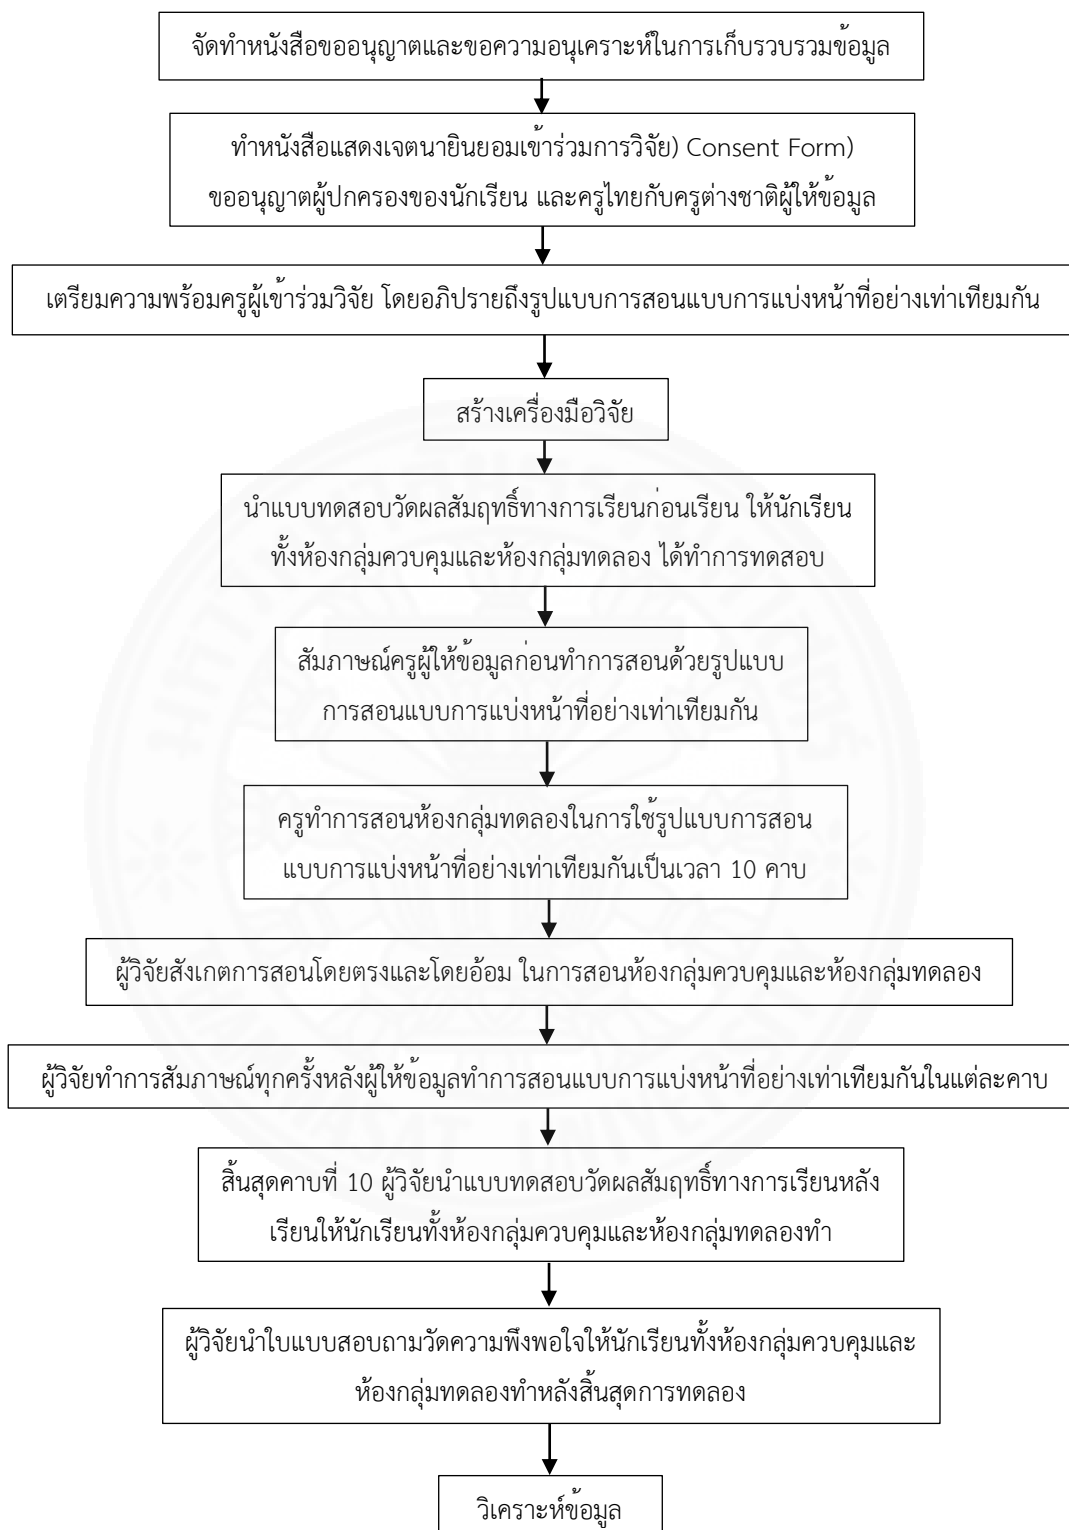 จัดทำหนังสือขออนุญาตและขอความอนุเคราะห์ในการเก็บรวบรวมข้อมูล
ทำหนังสือแสดงเจตนายินยอมเข้าร่วมการวิจัย) Consent Form)
ขออนุญาตผู้ปกครองของนักเรียน และครูไทยกับครูต่างชาติผู้ให้ข้อมูล
เตรียมความพร้อมครูผู้เข้าร่วมวิจัย โดยอภิปรายถึงรูปแบบการสอนแบบการแบ่งหน้าที่อย่างเท่าเทียมกัน
สร้างเครื่องมือวิจัย
นำแบบทดสอบวัดผลสัมฤทธิ์ทางการเรียนก่อนเรียน ให้นักเรียน
ทั้งห้องกลุ่มควบคุมและห้องกลุ่มทดลอง ได้ทำการทดสอบ
สัมภาษณ์ครูผู้ให้ข้อมูลก่อนทำการสอนด้วยรูปแบบ
การสอนแบบการแบ่งหน้าที่อย่างเท่าเทียมกัน
ครูทำการสอนห้องกลุ่มทดลองในการใช้รูปแบบการสอน
แบบการแบ่งหน้าที่อย่างเท่าเทียมกันเป็นเวลา 10 คาบ
ผู้วิจัยสังเกตการสอนโดยตรงและโดยอ้อม ในการสอนห้องกลุ่มควบคุมและห้องกลุ่มทดลอง
ผู้วิจัยทำการสัมภาษณ์ทุกครั้งหลังผู้ให้ข้อมูลทำการสอนแบบการแบ่งหน้าที่อย่างเท่าเทียมกันในแต่ละคาบ
สิ้นสุดคาบที่ 10 ผู้วิจัยนำแบบทดสอบวัดผลสัมฤทธิ์ทางการเรียนหลัง
เรียนให้นักเรียนทั้งห้องกลุ่มควบคุมและห้องกลุ่มทดลองทำ
ผู้วิจัยนำใบแบบสอบถามวัดความพึงพอใจให้นักเรียนทั้งห้องกลุ่มควบคุมและ
ห้องกลุ่มทดลองทำหลังสิ้นสุดการทดลอง
วิเคราะห์ข้อมูล